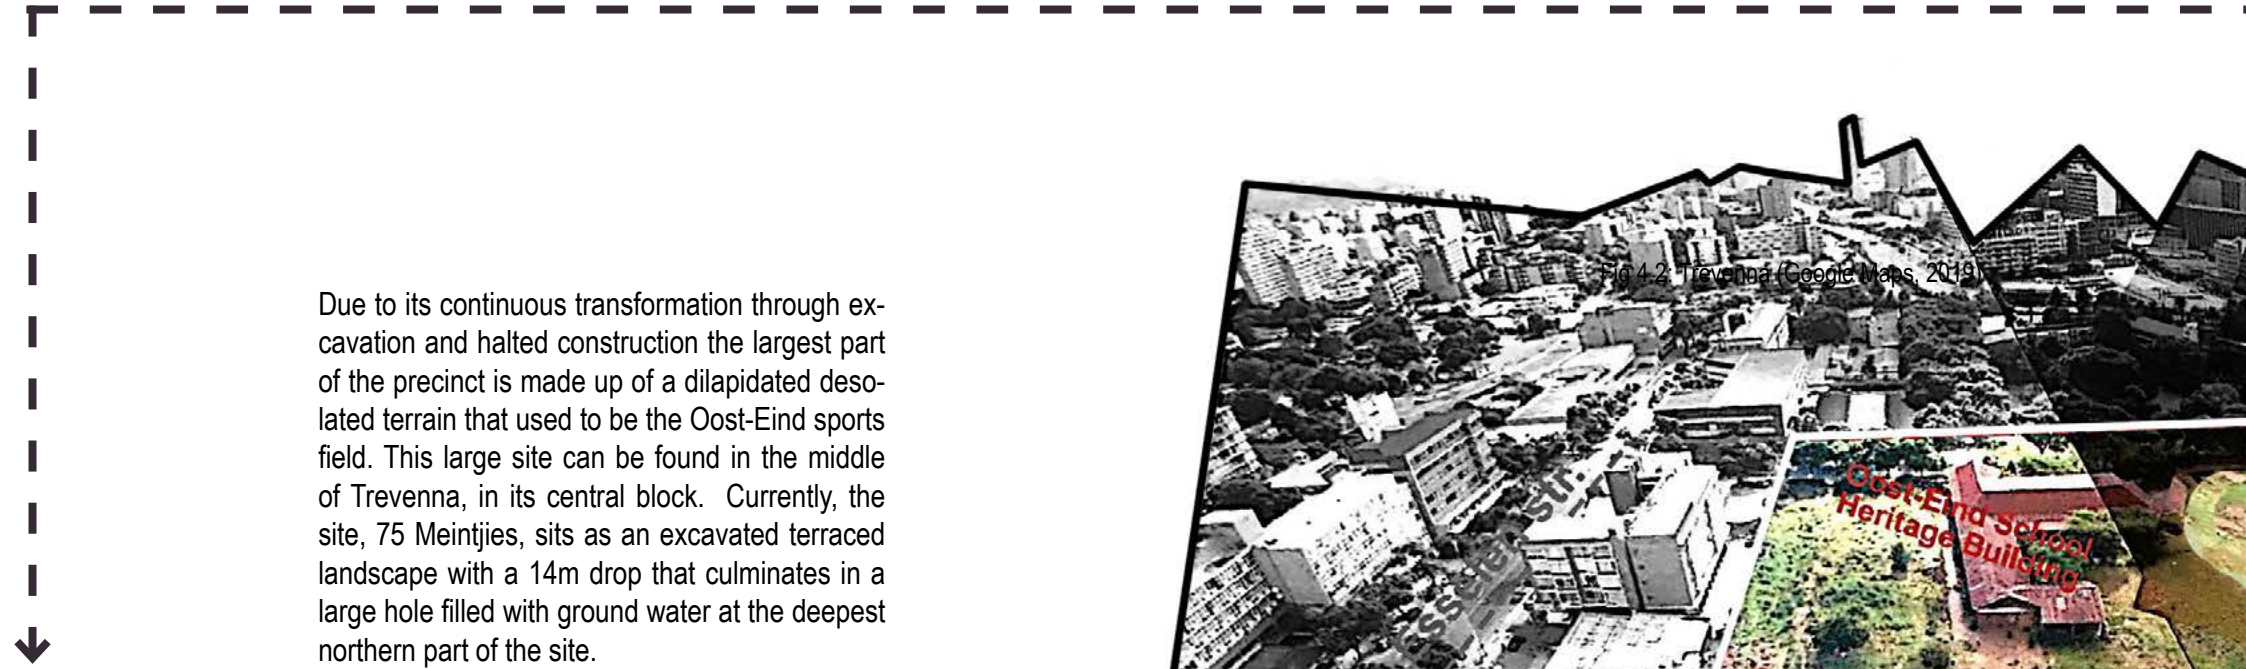 Due to its continuous transformation through ex-
cavation and halted construction the largest part
of the precinct is made up of a dilapidated deso-
lated terrain that used to be the Oost-Eind sports
field. This large site can be found in the middle
of Trevenna, in its central block. Currently, the
site, 75 Meintjies, sits as an excavated terraced
landscape with a 14m drop that culminates in a
large hole filled with ground water at the deepest
northern part of the site.
Fig 4.2: Trevenna (Google Maps, 2019)
Esselen str.
Oost-Eind School
Heritage Building